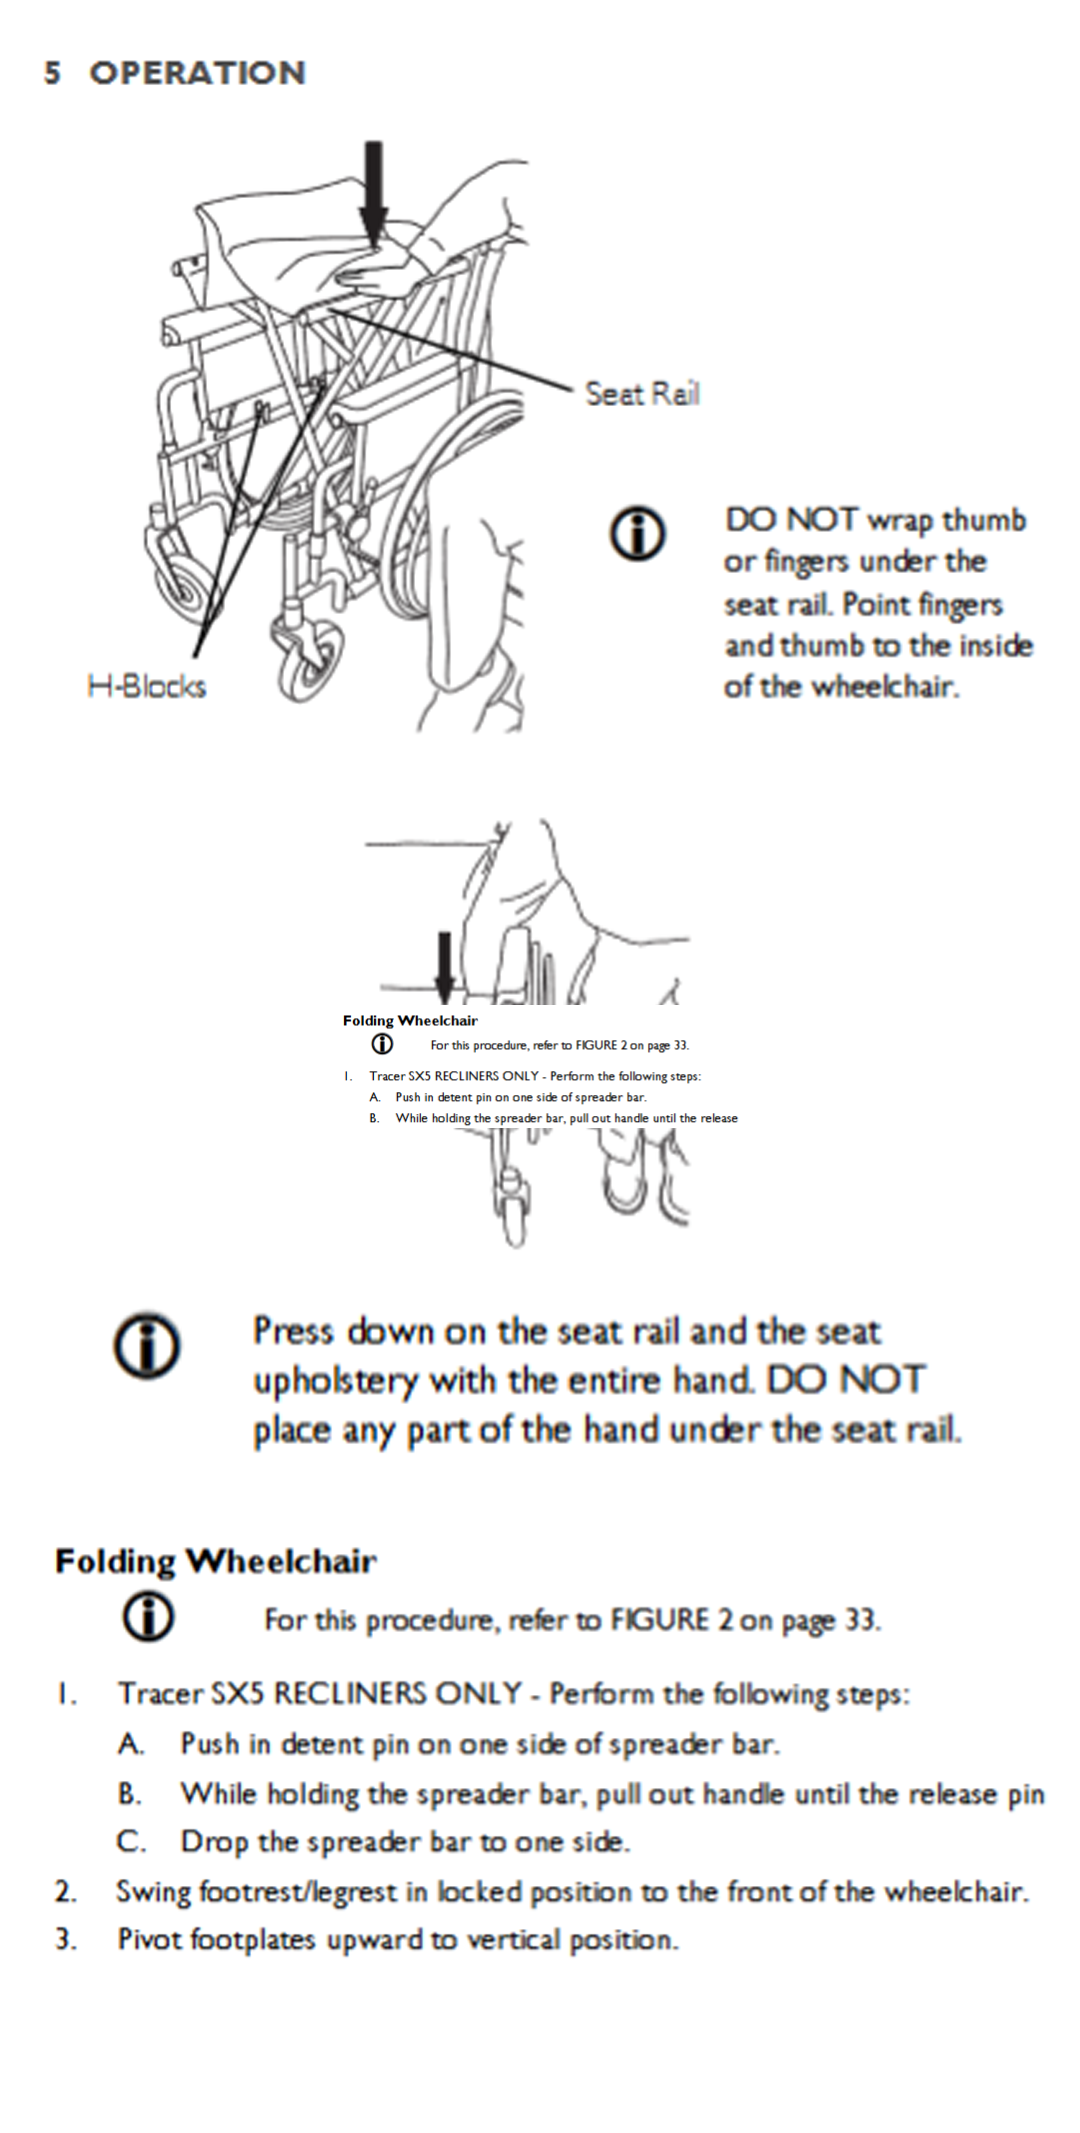 5 OPERATION
Seat Rail
DO NOT wrap thumb
or fingers under the
seat rail. Point fingers
and thumb to the inside
of the wheelchair.
H-Blocks
Folding Wheelchair
For this procedure, refer to FIGURE 2 on page 33.
1. Tracer SX5 RECLINERS ONLY - Perform the following steps:
A. Push in detent pin on one side of spreader bar.
B. While holding the spreader bar, pull out handle until the release
Press down on the seat rail and the seat
upholstery with the entire hand. DO NOT
place any part of the hand under the seat rail.
Folding Wheelchair
For this procedure, refer to FIGURE 2 on page 33.
1. Tracer SX5 RECLINERS ONLY - Perform the following steps:
A. Push in detent pin on one side of spreader bar.
B. While holding the spreader bar, pull out handle until the release pin
C. Drop the spreader bar to one side.
2. Swing footrest/legrest in locked position to the front of the wheelchair.
3. Pivot footplates upward to vertical position.